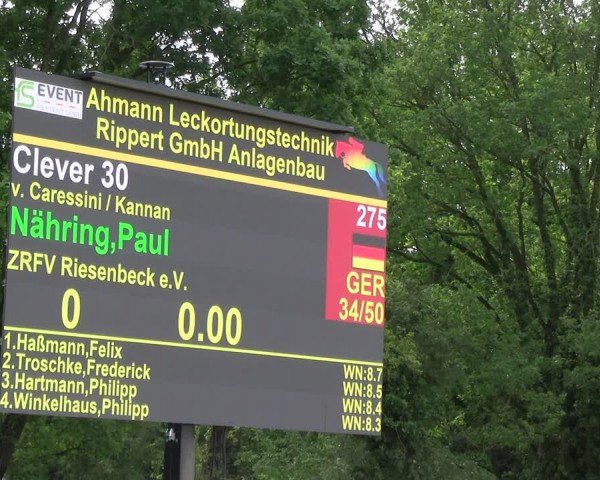 EVENT
Ahmann Leckortungstechnik
Rippert GmbH Anlagenbau
Clever 30
275
v. Caressini / Kannan
Nähring,Paul
GER
ZRFV Riesenbeck e.V.
34/50
0 0.00
1.Haßmann,Felix WN:8.7
2.Troschke,Frederick WN:8.5
3.Hartmann,Philipp WN:8.4
4.Winkelhaus,Philipp WN:8.3